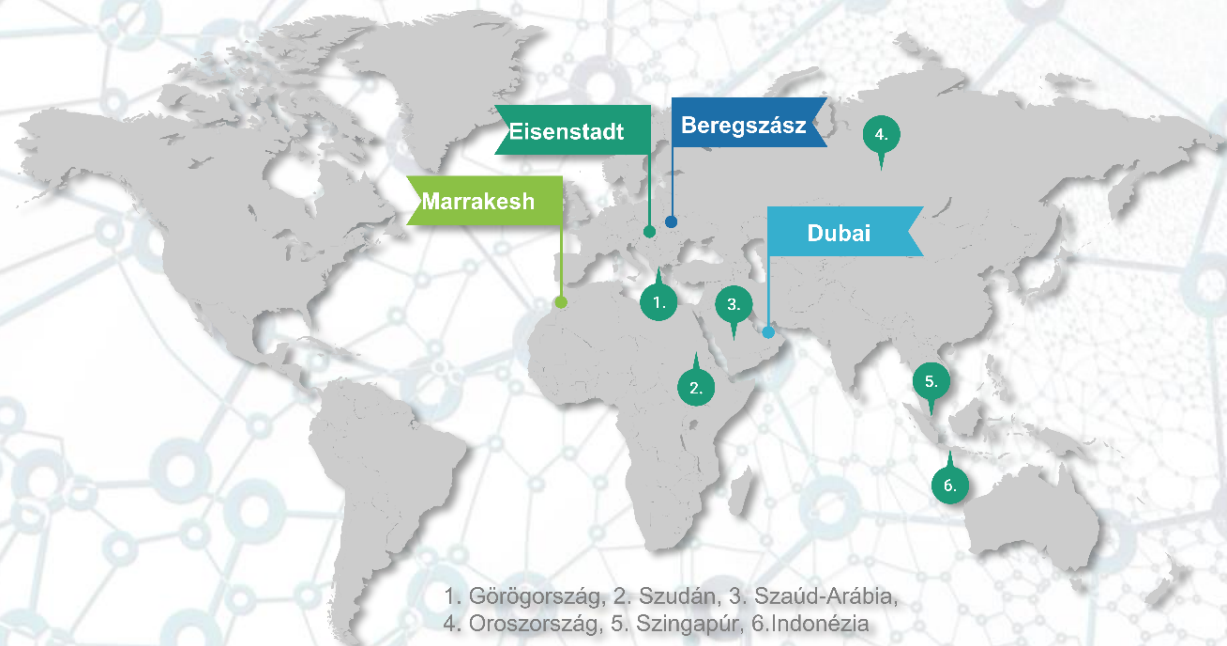 Eisenstadt
Beregszász
4.
Marrakesh
Dubai
1.
3.
2.
5.
6.
1. Görögország, 2. Szudán, 3. Szaúd-Arábia,
4. Oroszország, 5. Szingapúr, 6.Indonézia